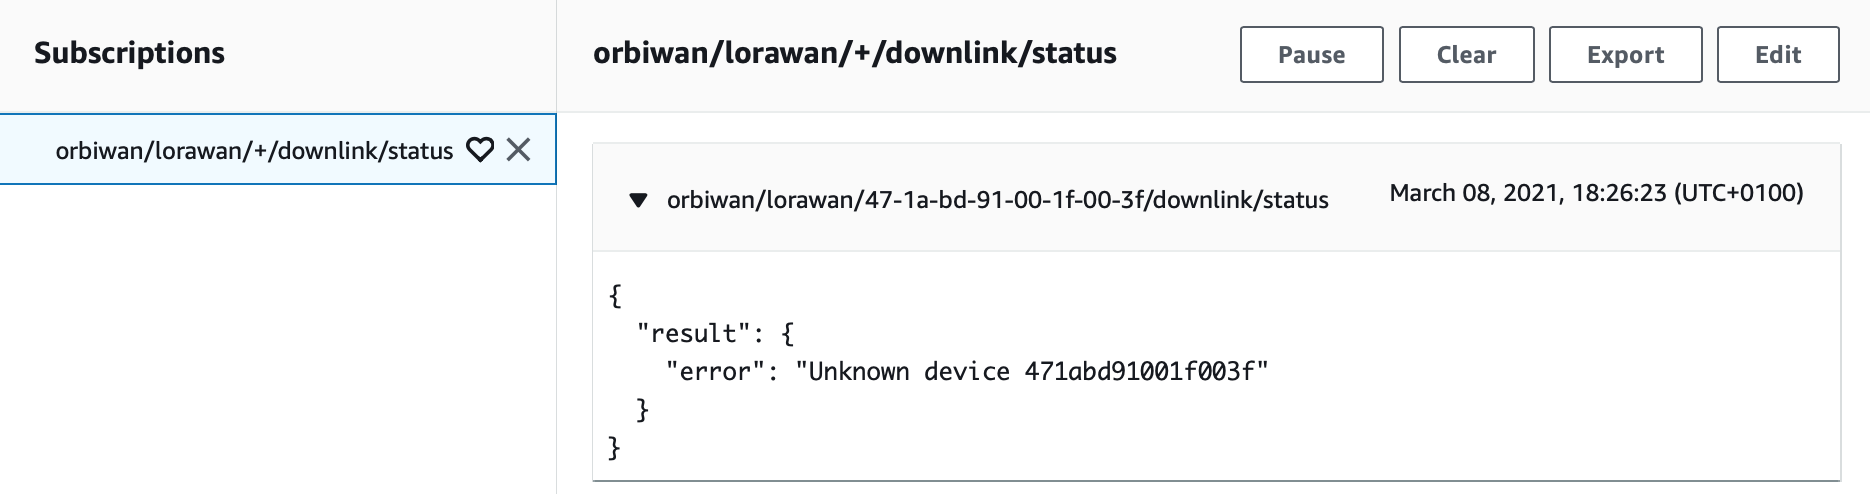 Subscriptions
orbiwan/lorawan/+/downlink/status
Pause
Clear
Export
Edit
orbiwan/lorawan/+/downlink/status
orbiwan/lorawan/47-1a-bd-91-00-1f-00-3f/downlink/status
March 08, 2021, 18:26:23 (UTC+0100)
{
"result": {
"error": "Unknown device 471abd91001f003f"
}
}